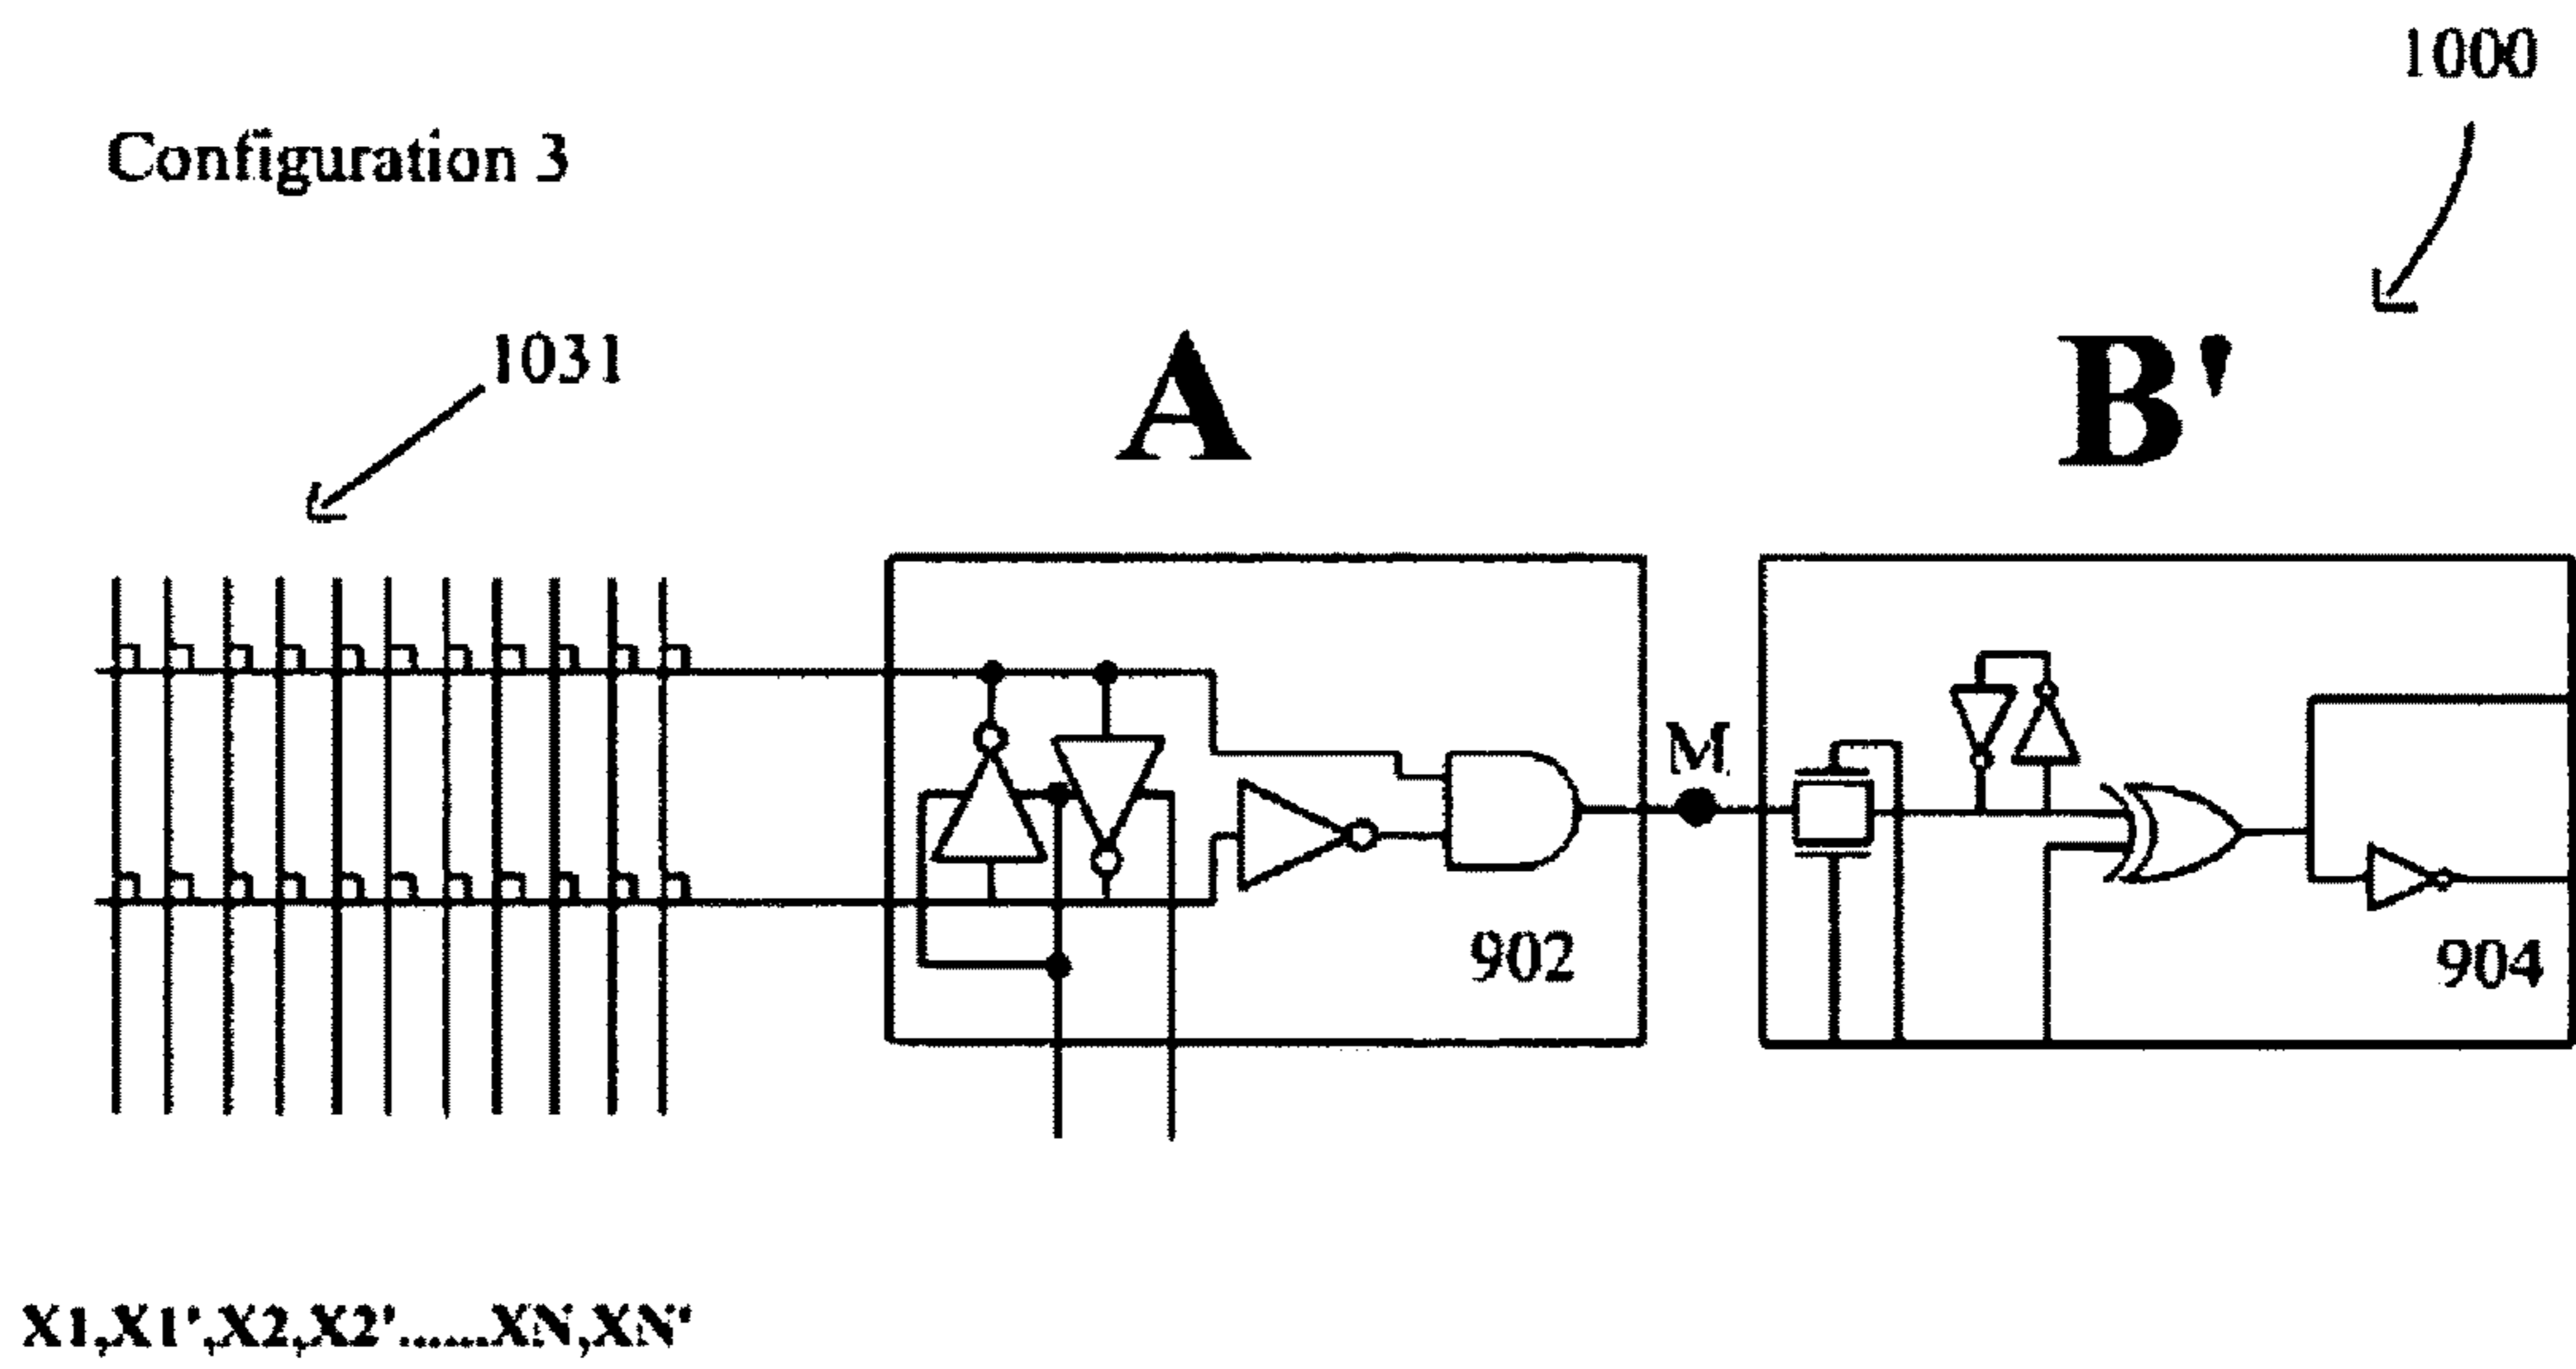 1000
Configuration 3
1031
A
B'
M
902
904
X1,X1',X2,X2'......XN,XN'